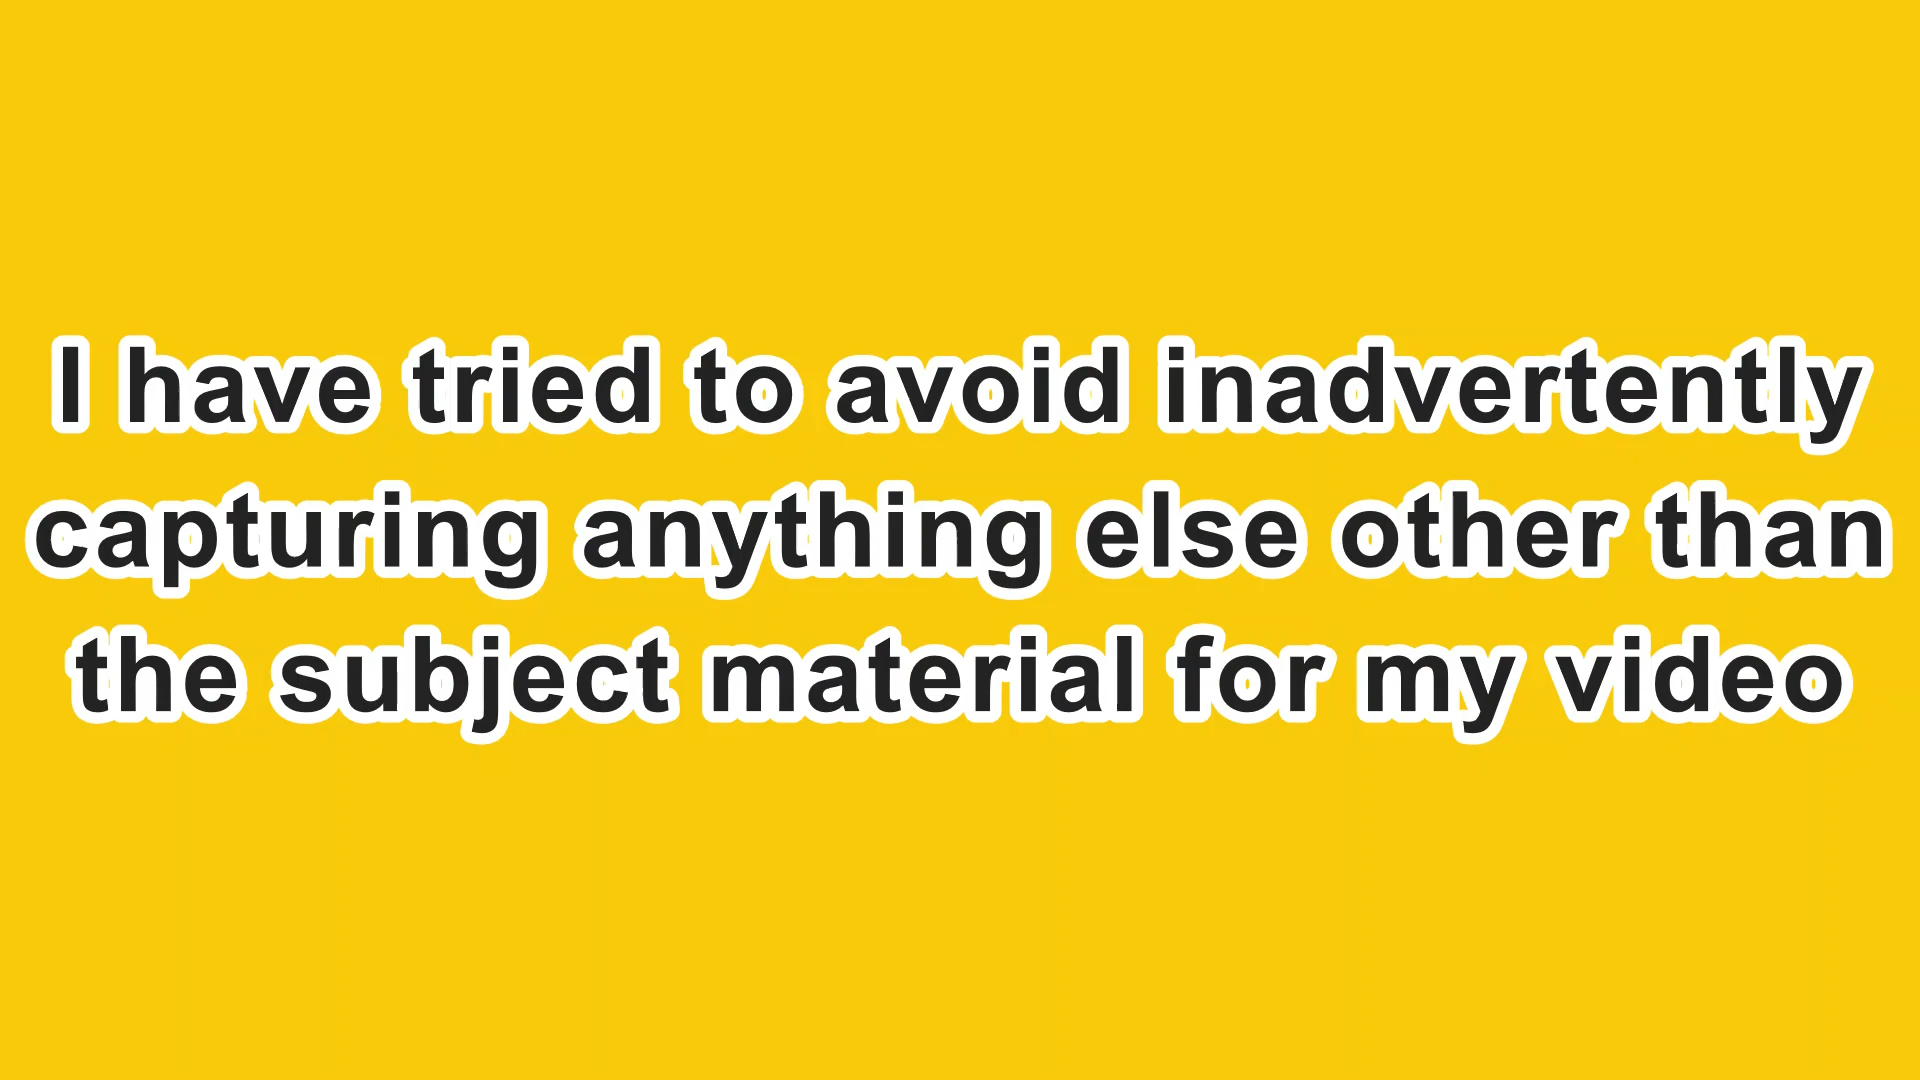 I have tried to avoid inadvertently
capturing anything else other than
the subject material for my video